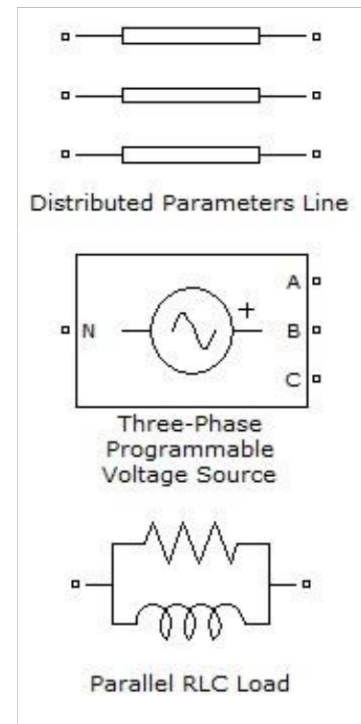 Distributed Parameters Line
A
N
B
C
+
Three-Phase
Programmable
Voltage Source
Parallel RLC Load